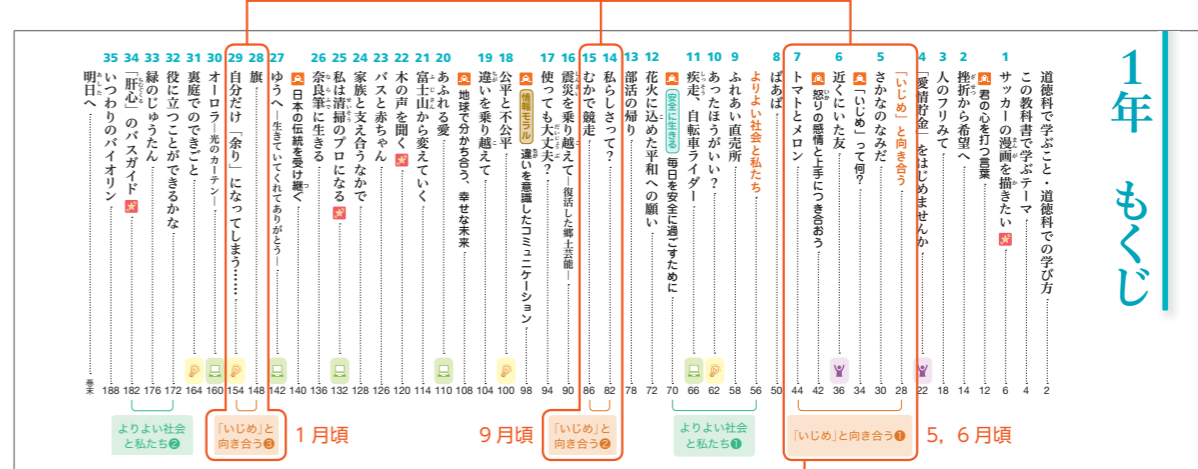 1年 もくじ
道徳科で学ぶこと・道徳科での学び方 2
この教科書で学ぶテーマ 4
1 サッカーの漫画を描きたい 6
君の心を打つ言葉 12
2 挫折から希望へ 14
3 人のフリみて 18
4 「愛情貯金」をはじめませんか 22
「いじめ」と向き合う 28
5 さかなのなみだ 30
「いじめ」って何? 34
6 近くにいた友 36
怒りの感情と上手につき合おう 42
7 トマトとメロン 44
8 ばあば 50
よりよい社会と私たち 56
9 ふれあい直売所 58
10 あったほうがいい? 62
11 疾走、自転車ライダー 66
安全に生きる 毎日を安全に過ごすために 70
12 花火に込めた平和への願い 72
13 部活の帰り 78
14 私らしさって? 82
15 むかで競走 86
16 震災を乗り越えて―復活した郷土芸能― 90
17 使っても大丈夫? 94
情報モラル 違いを意識したコミュニケーション 98
18 公平と不公平 100
19 違いを乗り越えて 104
地球で分かち合う、幸せな未来 108
20 あふれる愛 110
21 富士山から変えていく 114
22 木の声を聞く 120
23 バスと赤ちゃん 126
24 家族と支え合うなかで 128
25 私は清掃のプロになる 132
26 奈良筆に生きる 136
日本の伝統を受け継ぐ 140
27 ゆうへ―生きていてくれてありがとう― 142
28 旗 148
29 自分だけ「余り」になってしまう…… 154
30 オーロラ―光のカーテン― 160
31 裏庭でのできごと 164
32 役に立つことができるかな 172
33 緑のじゅうたん 176
34 「肝心」のバスガイド 182
35 いつわりのバイオリン 188
明日へ 巻末
5，6月頃
「いじめ」と向き合う❶
よりよい社会
と私たち❶
9月頃
「いじめ」と
向き合う❷
1月頃
「いじめ」と
向き合う❸
よりよい社会
と私たち❷